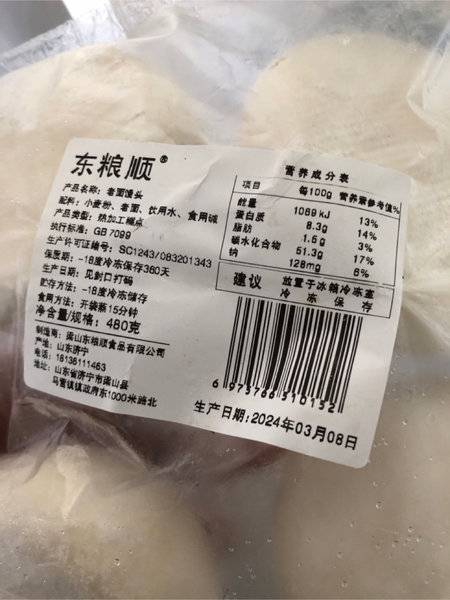 东粮顺®
产品名称：老面馒头
配料：小麦粉、老面、饮用水、食用碱
产品类型：热加工糕点
执行标准：GB 7099
生产许可证编号：SC1243/083201343
保质期：-18度冷冻保存360天
生产日期：见封口打码
贮存方法：-18度冷冻储存
食用方法：开袋蒸15分钟
净含量/规格：480克
制造商：梁山东粮顺食品有限公司
产地：山东济宁
电话：18138111463
地址：山东省济宁市梁山县
马营镇镇政府东1000米路北
营养成分表
项目 每100g 营养素参考值%
能量 1089 kJ 13%
蛋白质 8.3g 14%
脂肪 1.6g 3%
碳水化合物 51.3g 17%
钠 128mg 6%
建议 放置于冰箱冷冻室
冷冻保存
6 973766 510152
生产日期：2024年03月08日